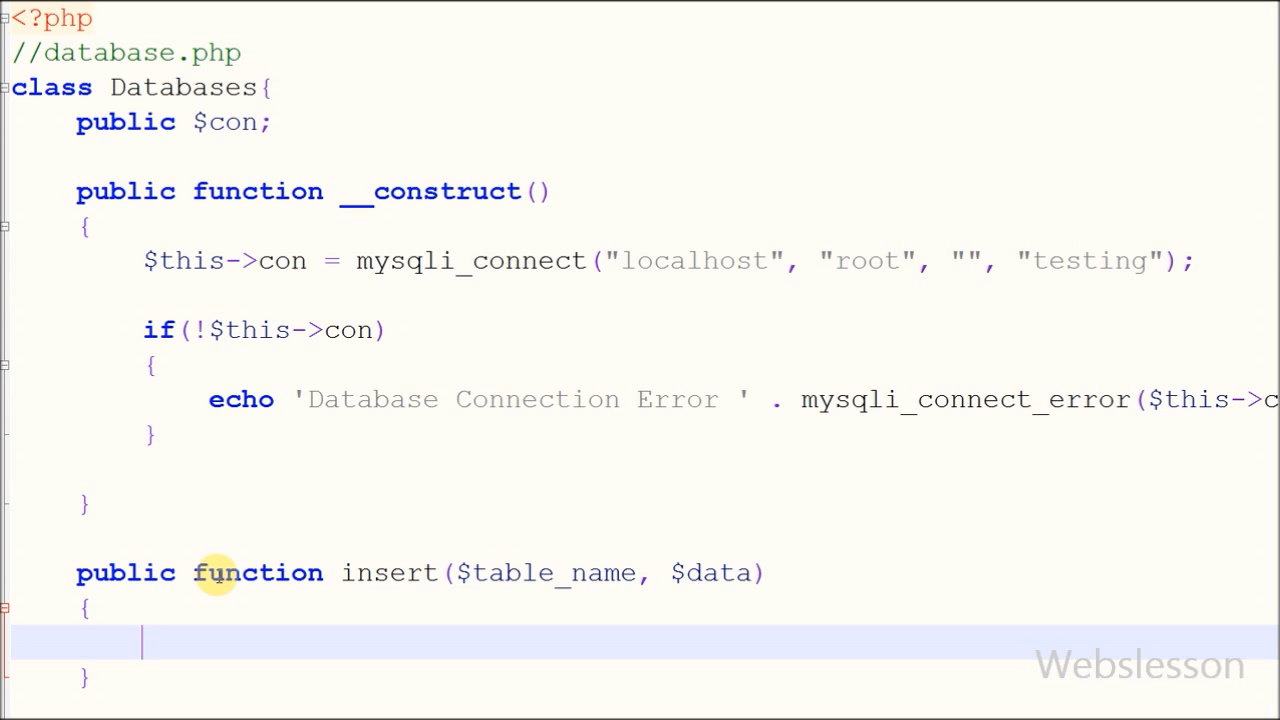 <?php
//database.php
class Databases{
public $con;
public function __construct()
{
$this->con = mysqli_connect("localhost", "root", "", "testing");
if(!$this->con)
{
echo 'Database Connection Error ' . mysqli_connect_error($this->c
}
}
public function insert($table_name, $data)
{
}
Webslesson